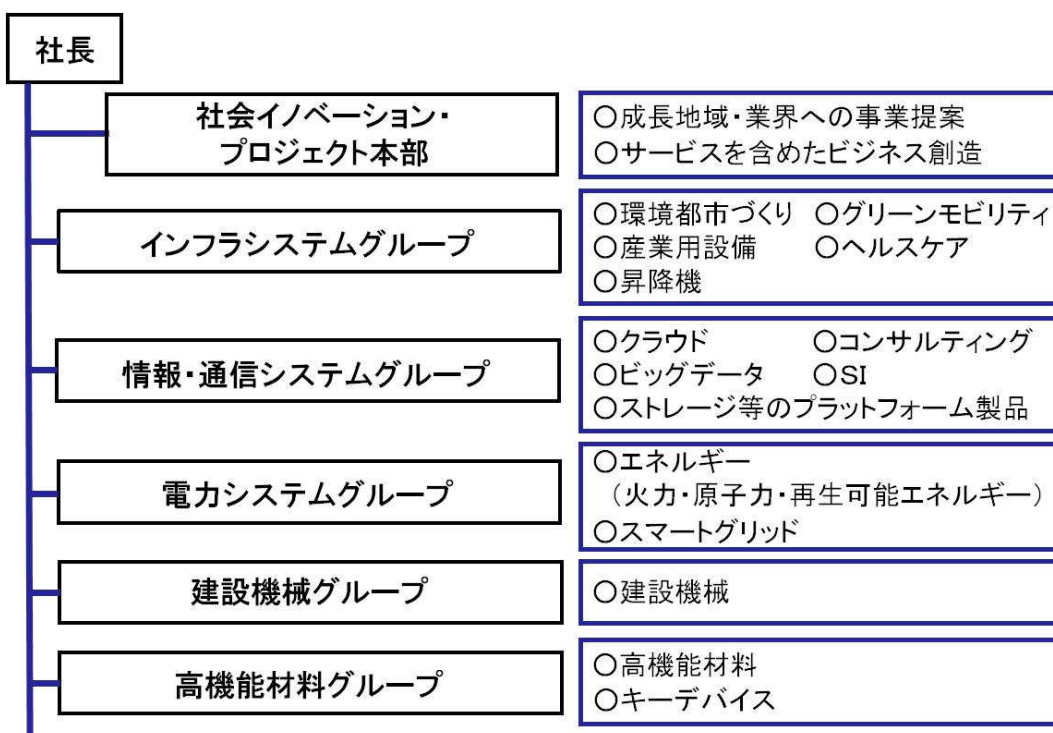 社長
社会イノベーション・
プロジェクト本部
○成長地域・業界への事業提案
○サービスを含めたビジネス創造
インフラシステムグループ
○環境都市づくり ○グリーンモビリティ
○産業用設備 ○ヘルスケア
○昇降機
情報・通信システムグループ
○クラウド ○コンサルティング
○ビッグデータ ○SI
○ストレージ等のプラットフォーム製品
電力システムグループ
○エネルギー
（火力・原子力・再生可能エネルギー）
○スマートグリッド
建設機械グループ
○建設機械
高機能材料グループ
○高機能材料
○キーデバイス